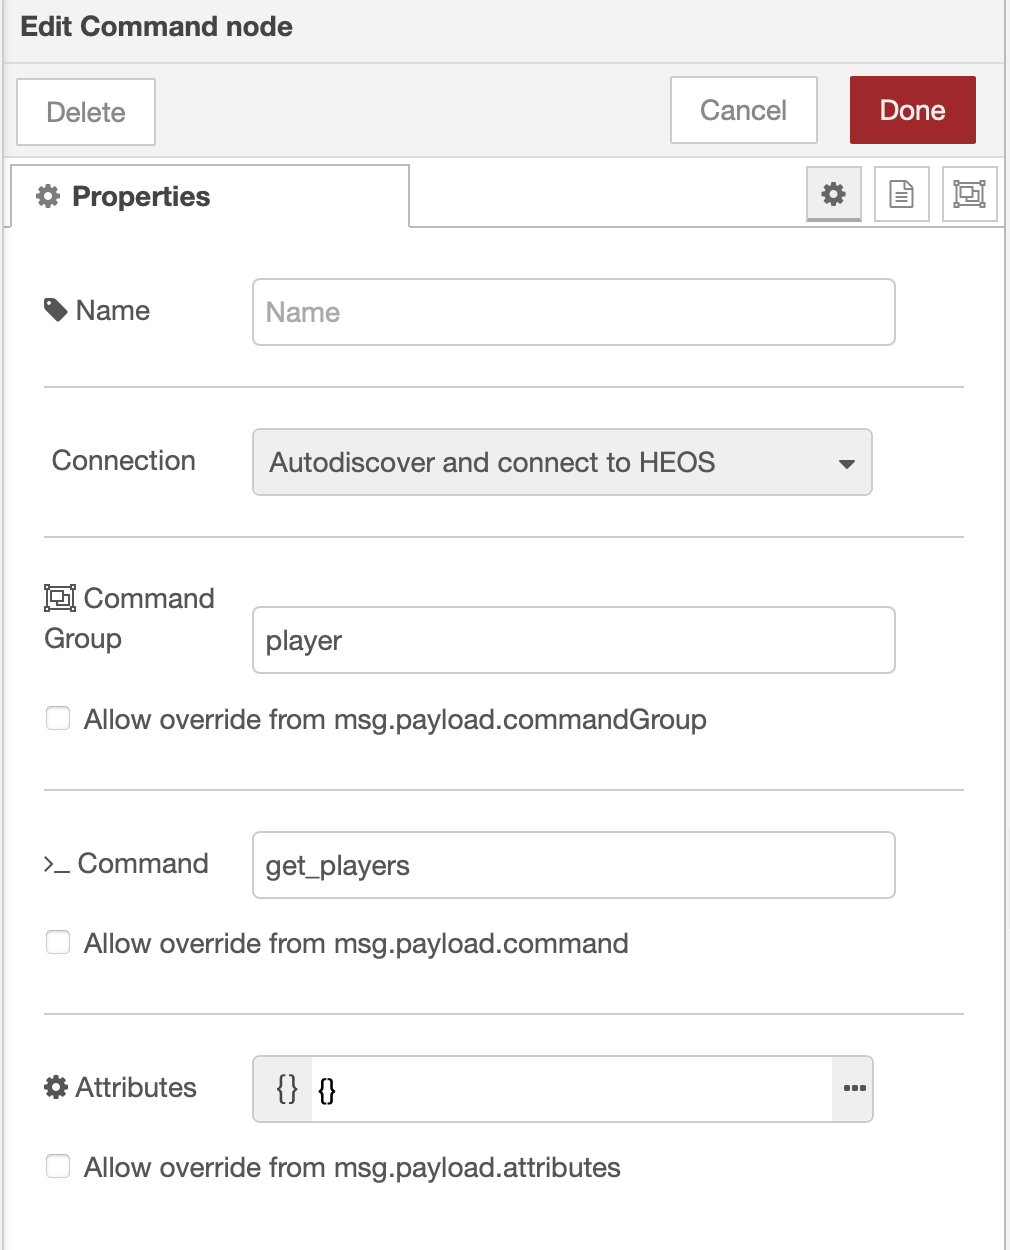 Edit Command node
Delete
Cancel
Done
Properties
Name
Name
Connection
Autodiscover and connect to HEOS
Command
Group
player
Allow override from msg.payload.commandGroup
>_ Command
get_players
Allow override from msg.payload.command
Attributes
{}
{}
•••
Allow override from msg.payload.attributes